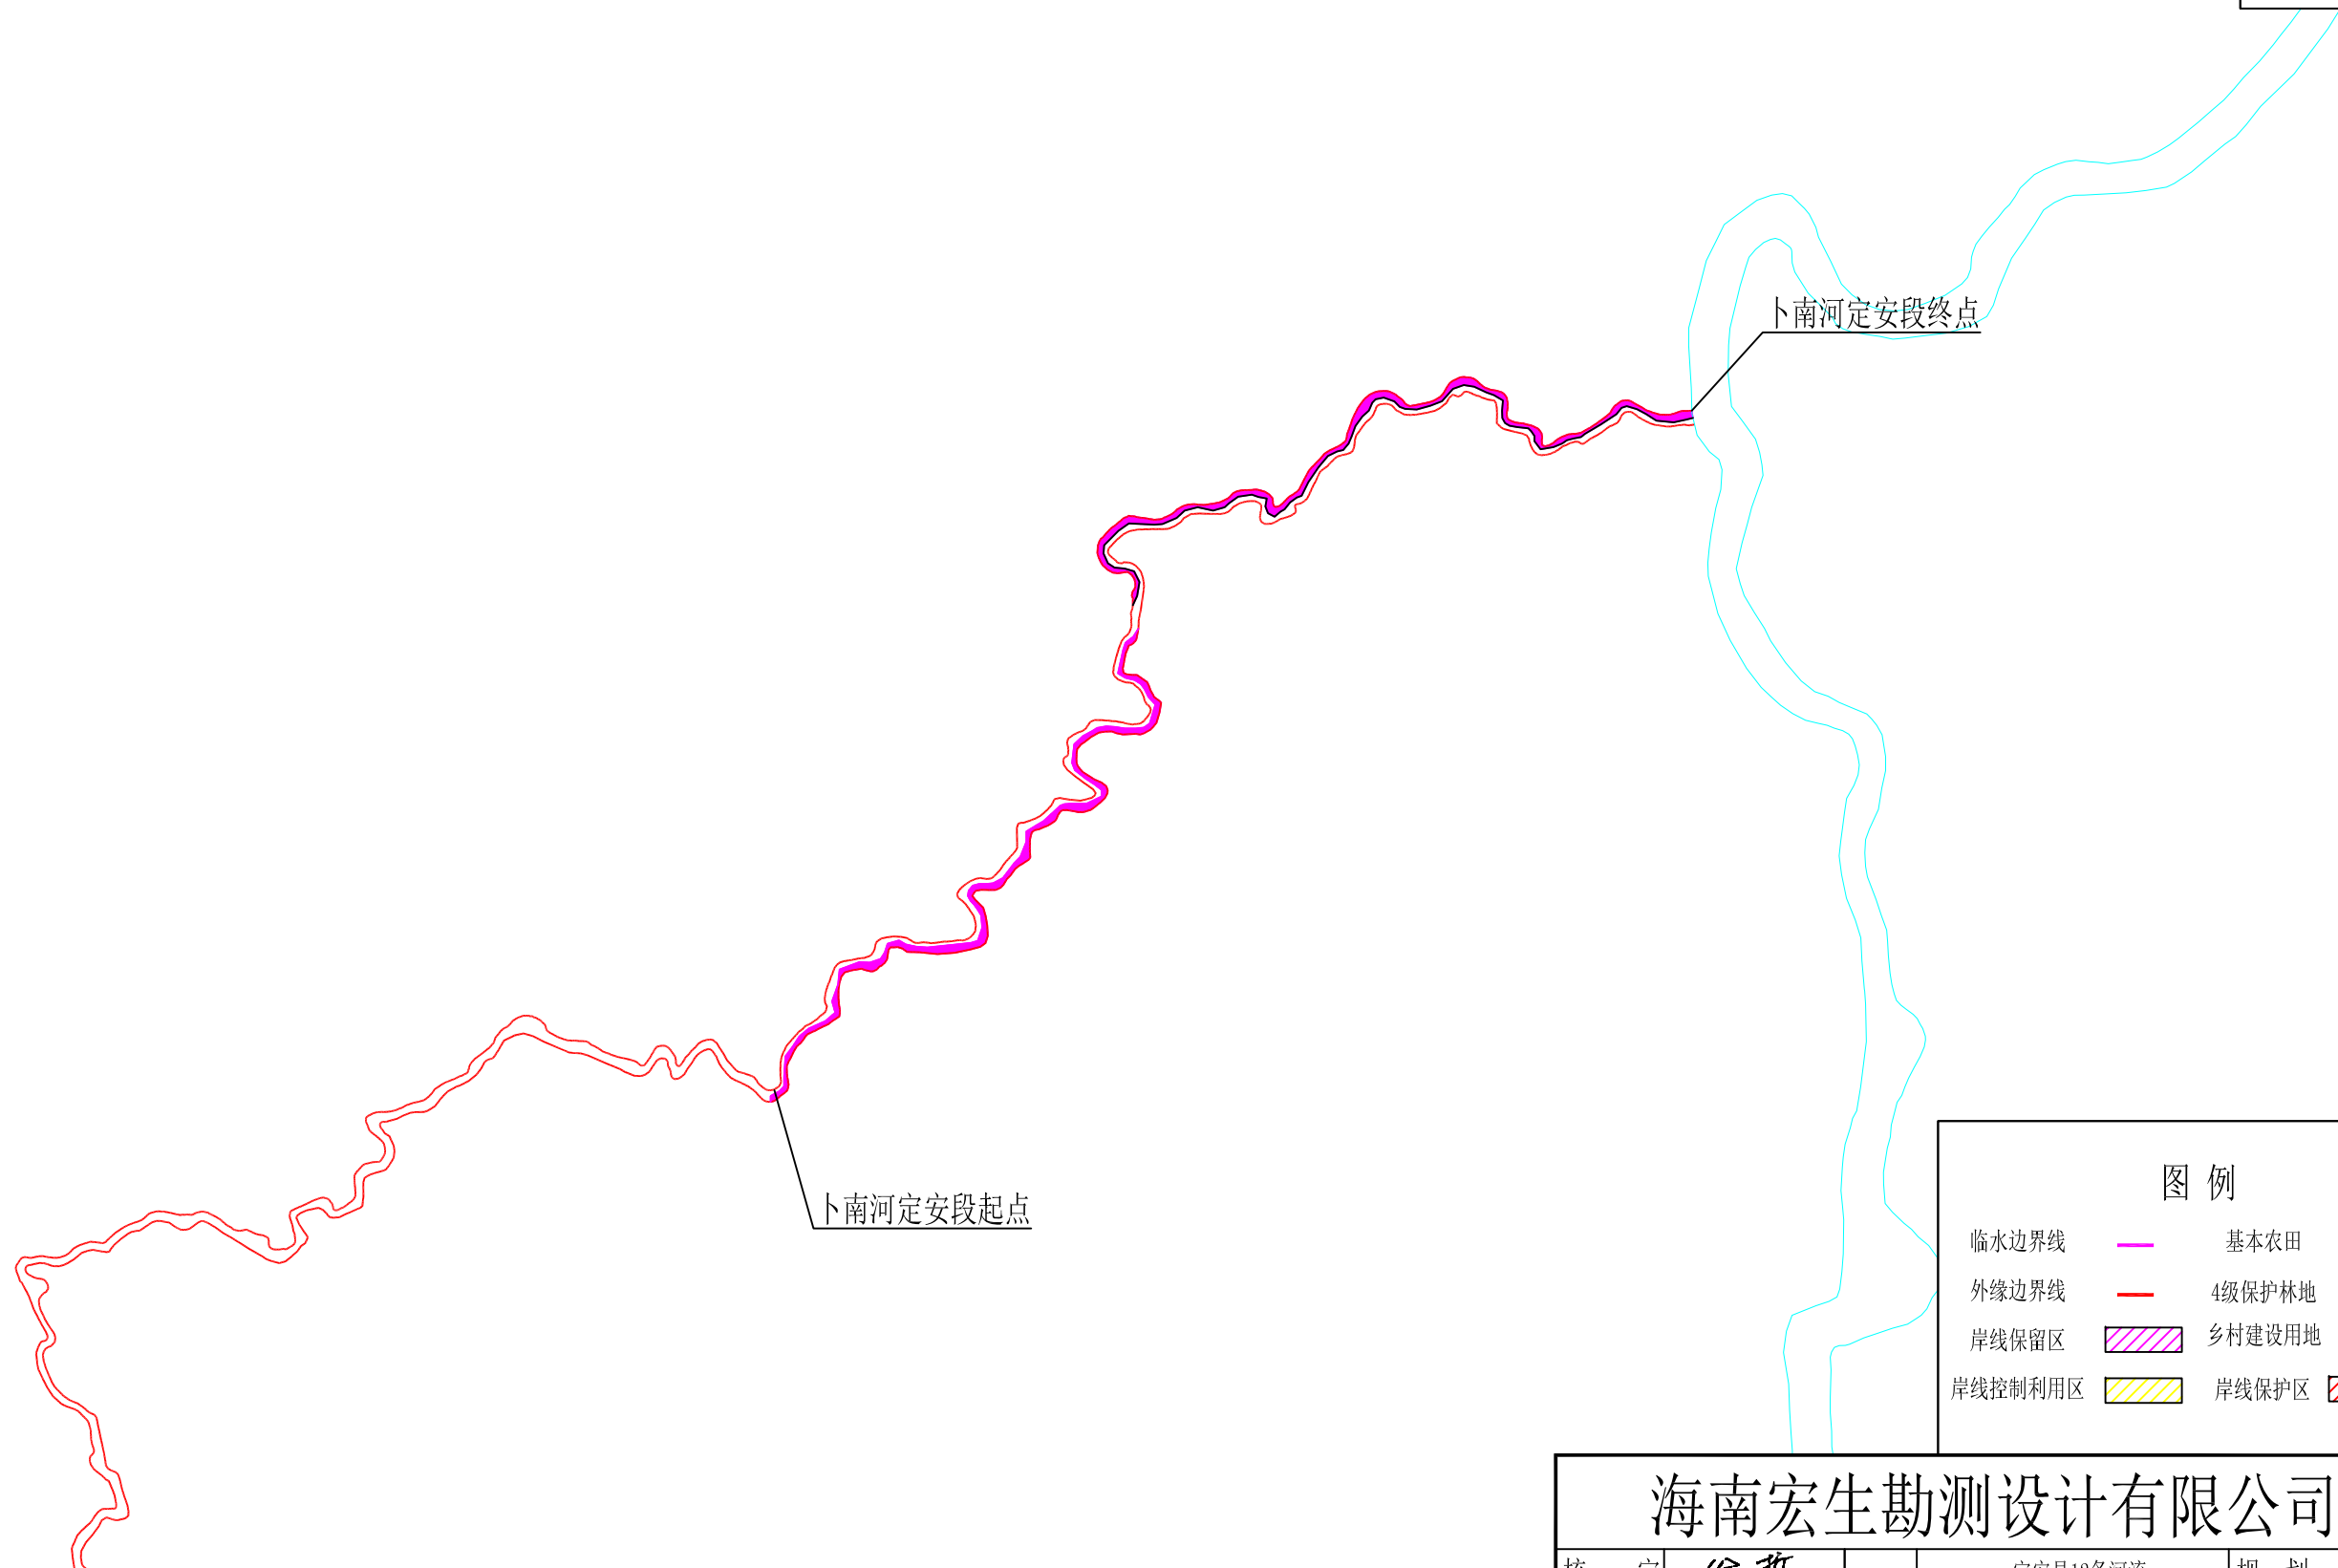 卜南河定安段终点
卜南河定安段起点
图 例
临水边界线 基本农田
外缘边界线 4级保护林地
岸线保留区 乡村建设用地
岸线控制利用区 岸线保护区
海南宏生勘测设计有限公司